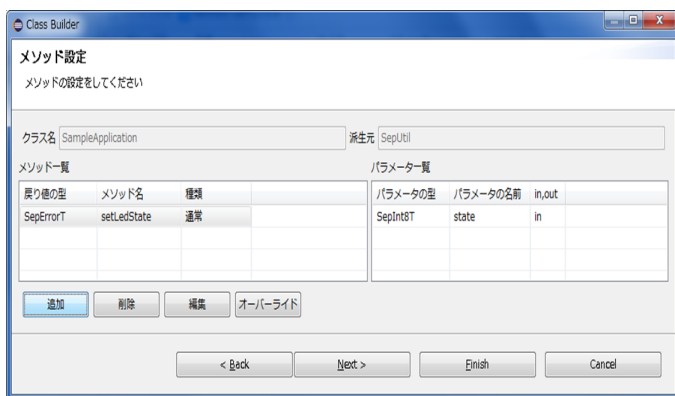 Class Builder
メソッド設定
メソッドの設定をしてください
クラス名 SampleApplication 派生元 SepUtil
メソッド一覧 パラメーター覧
戻り値の型 メソッド名 種類 パラメータの型 パラメータの名前 in,out
SepErrorT setLedState 通常 SepInt8T state in
追加 削除 編集 オーバーライド
< Back Next > Finish Cancel